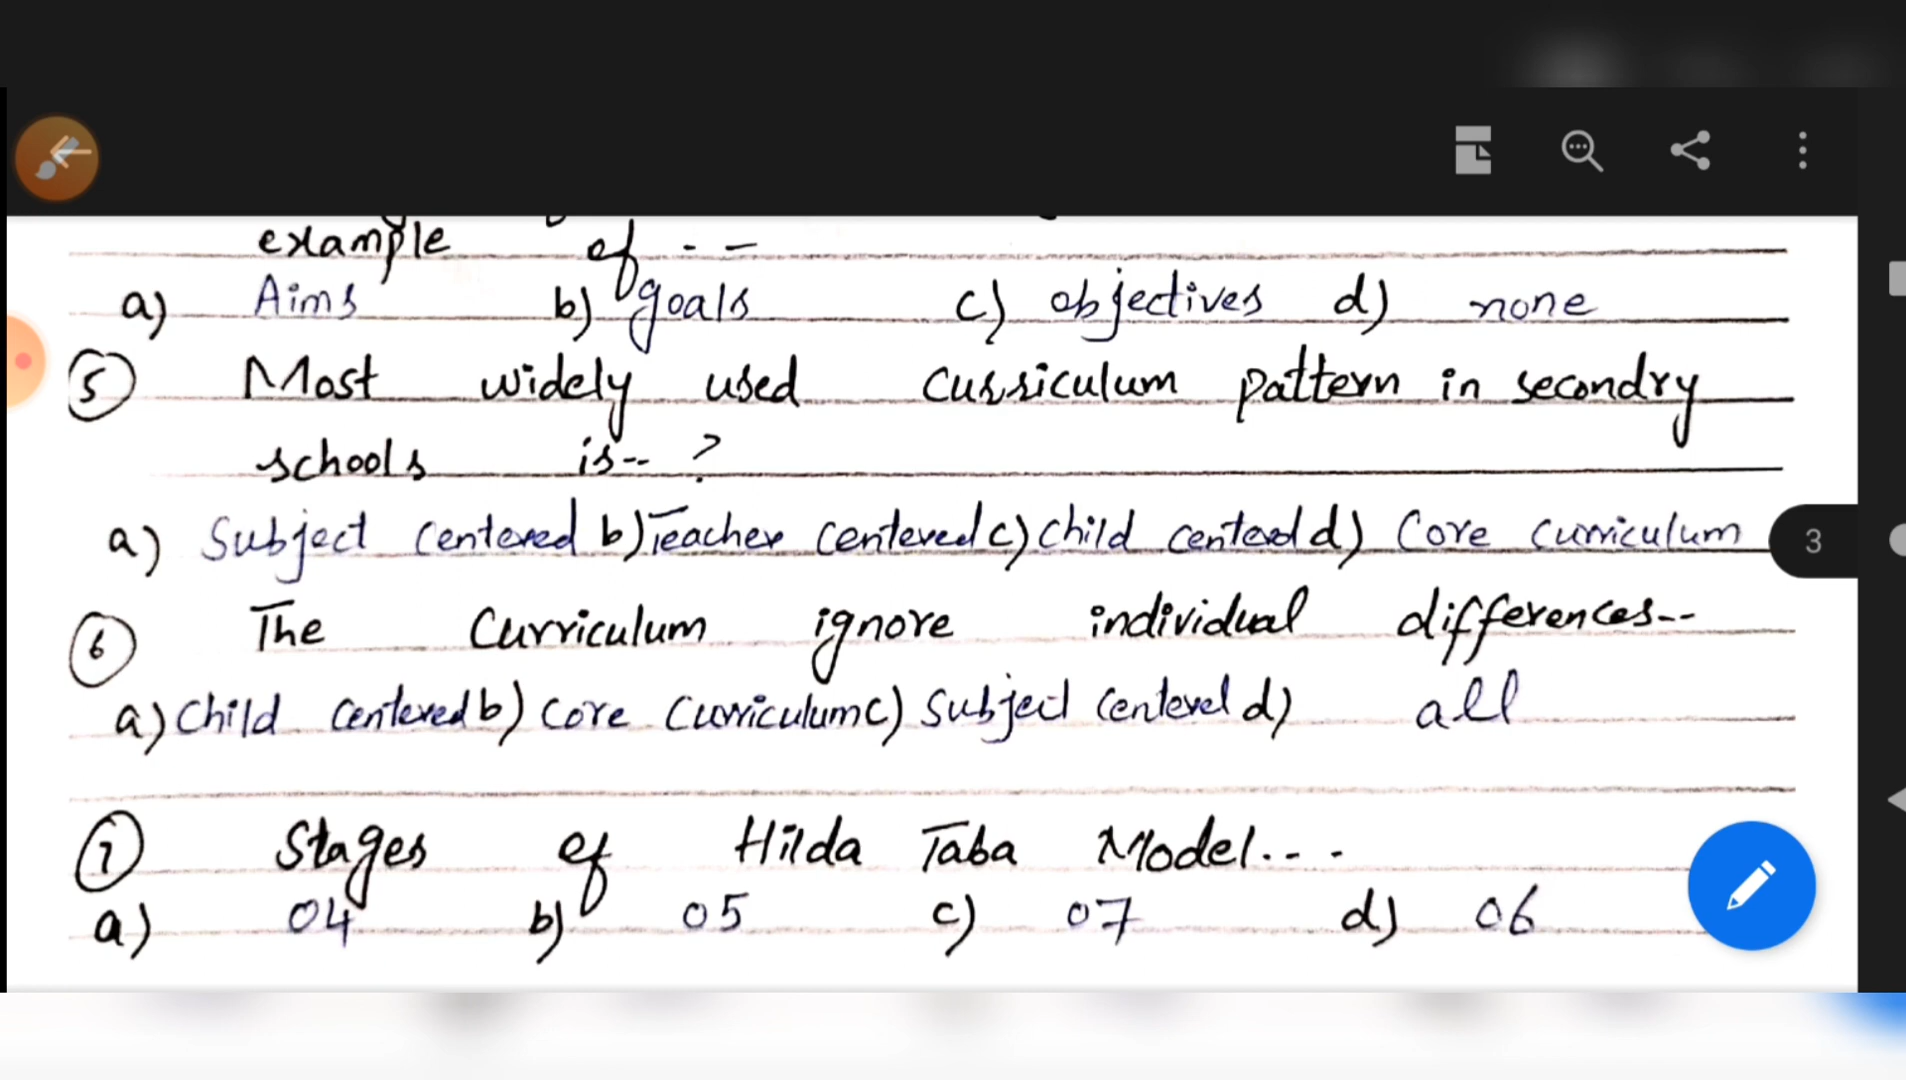 example of - -
a) Aims b) goals c) objectives d) none
5 Most widely used curriculum pattern in secondry
schools is-- ?
a) Subject centered b) Teacher centered c) child centerd d) Core curriculum
3
6 The Curriculum ignore individual differences--
a) Child centered b) Core Curriculum c) Subject centered d) all
7 Stages of Hilda Taba Model---
a) 04 b) 05 c) 07 d) 06